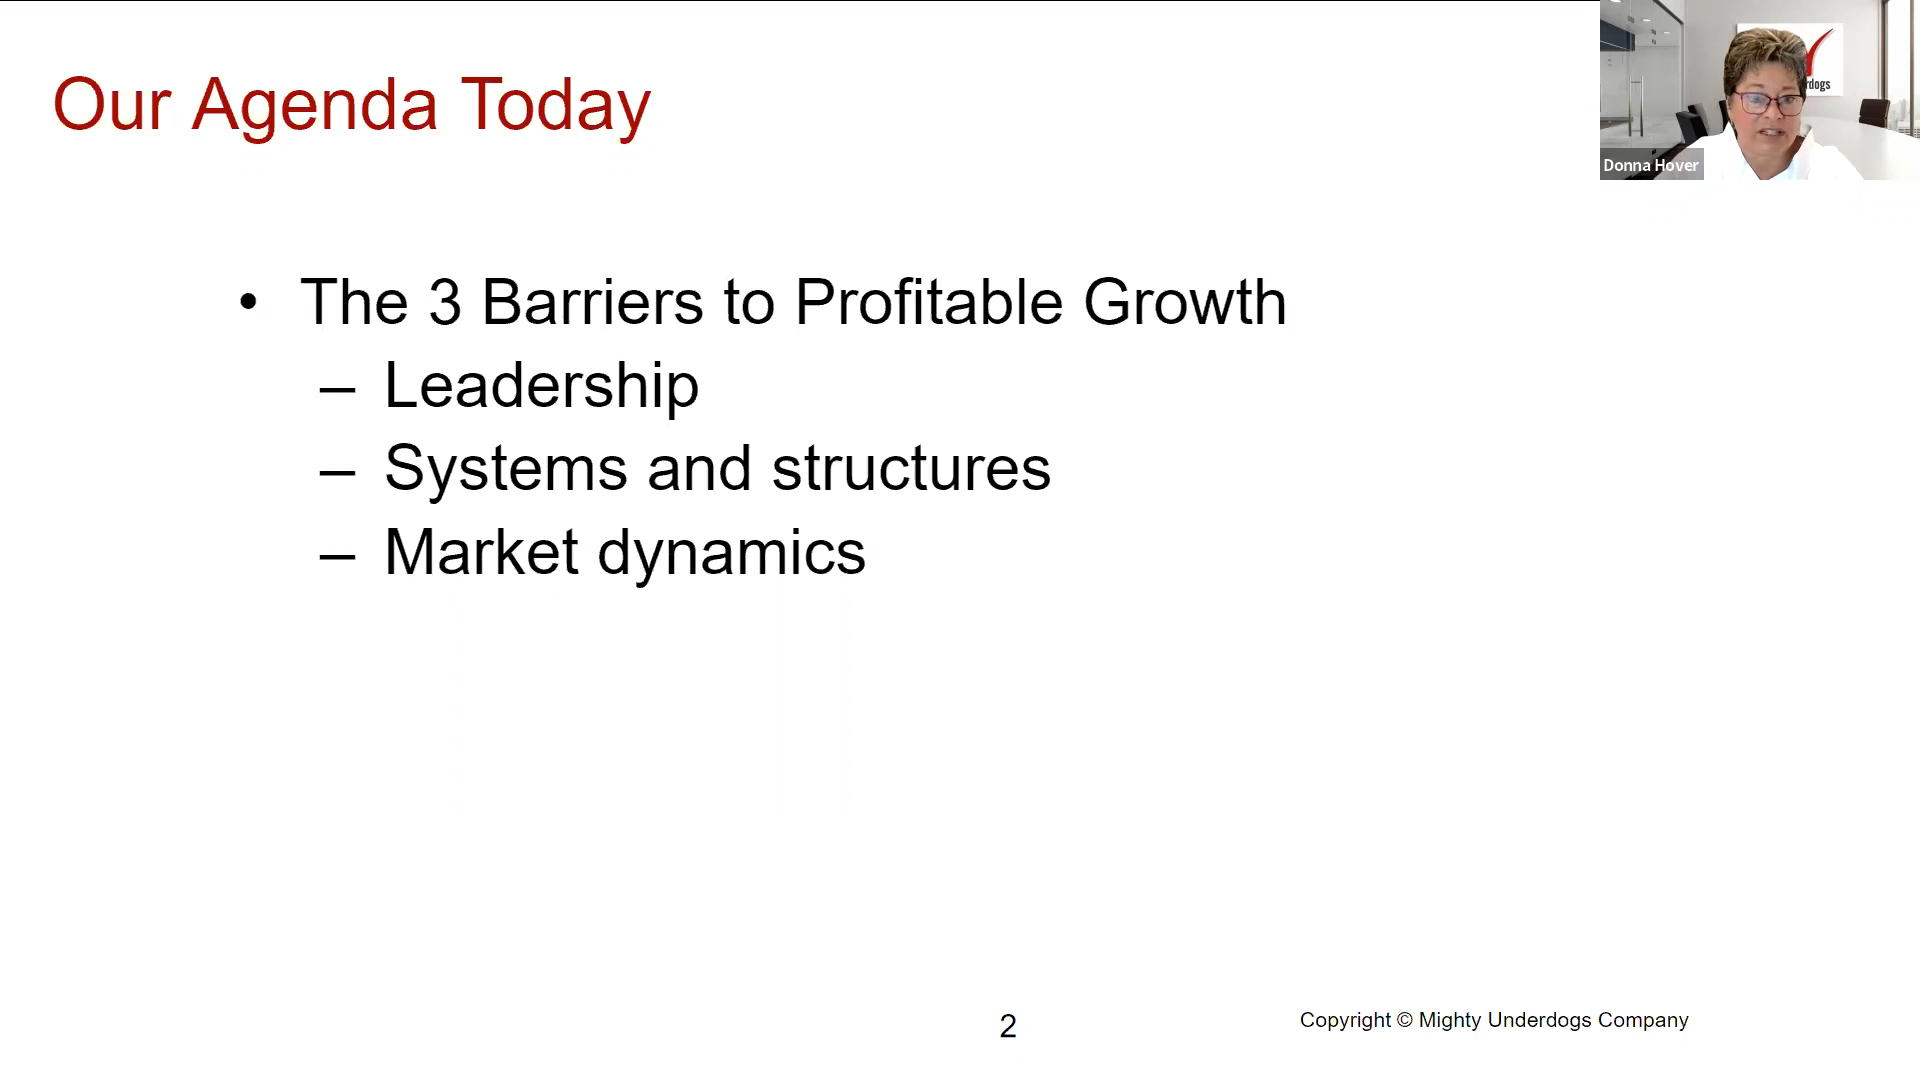 Our Agenda Today
rdogs
Donna Hover
• The 3 Barriers to Profitable Growth
– Leadership
– Systems and structures
– Market dynamics
2
Copyright © Mighty Underdogs Company